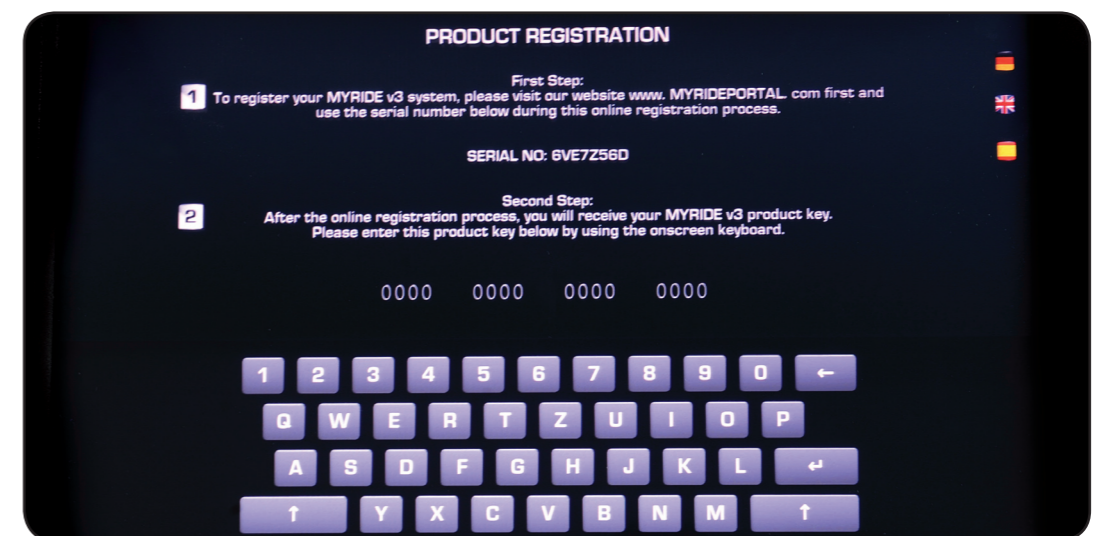 PRODUCT REGISTRATION
First Step:
1 To register your MYRIDE v3 system, please visit our website www. MYRIDEPORTAL. com first and
use the serial number below during this online registration process.
SERIAL NO: 6VE7Z56D
Second Step:
2 After the online registration process, you will receive your MYRIDE v3 product key.
Please enter this product key below by using the onscreen keyboard.
0000 0000 0000 0000
1 2 3 4 5 6 7 8 9 0 ←
Q W E R T Z U I O P
A S D F G H J K L ↵
↑ Y X C V B N M ↑